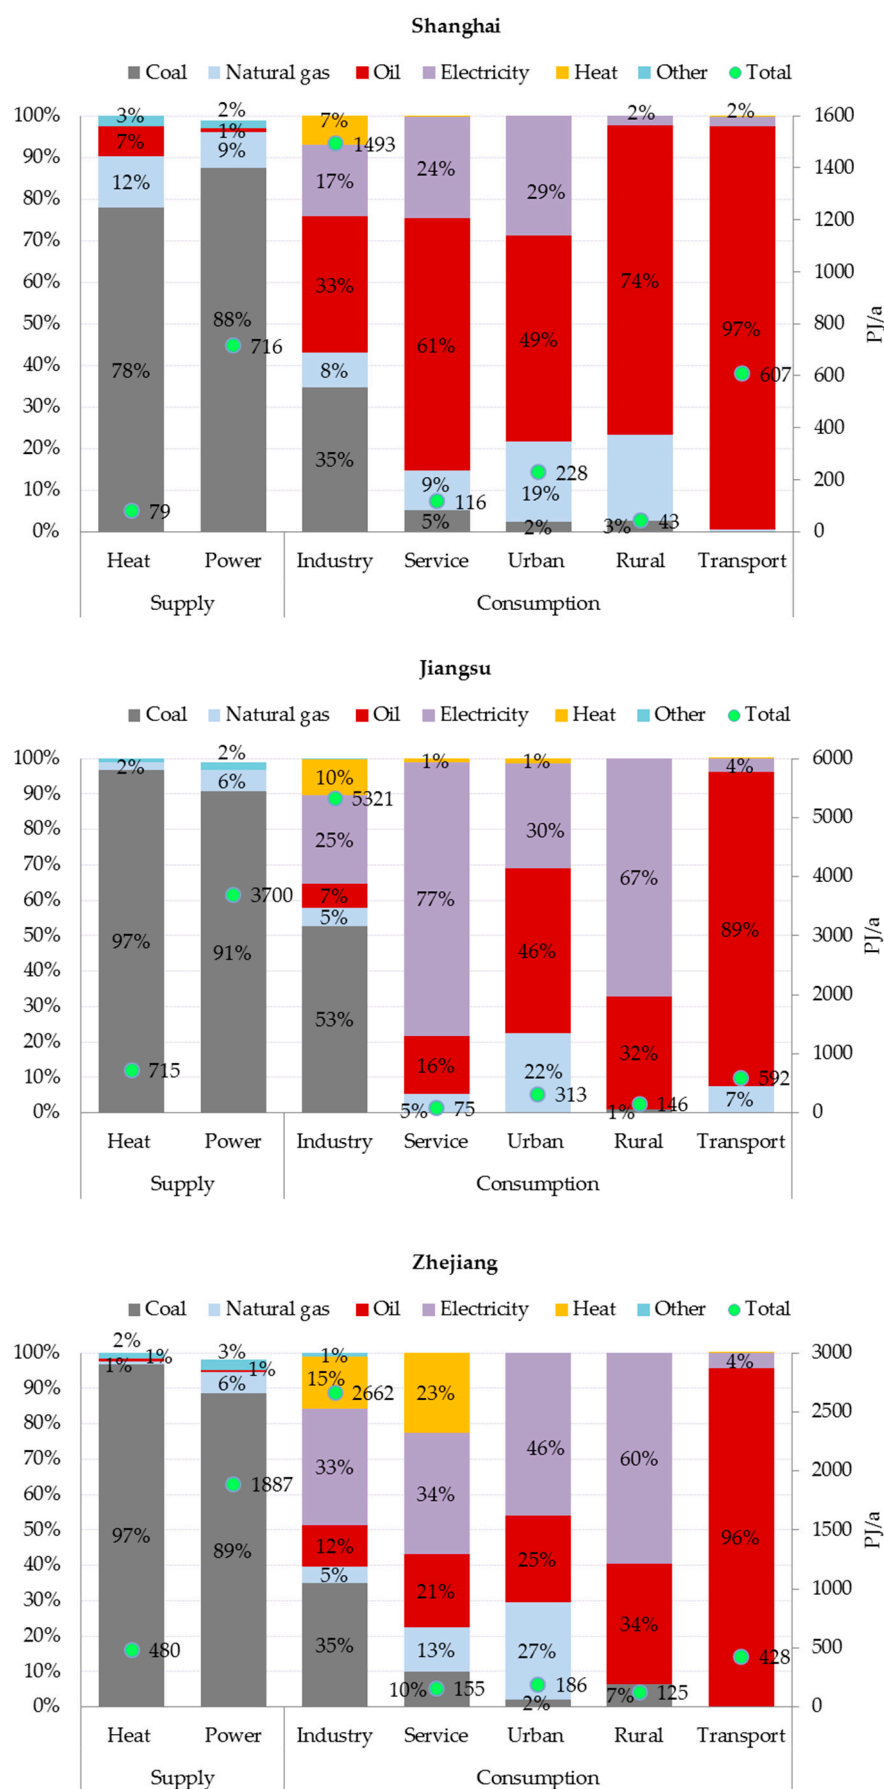 Shanghai
Coal Natural gas Oil Electricity Heat Other Total
100% 3% 2% 7% 2% 2% 1600
7% 1% 1493
90% 9% 1400
12% 17% 24%
80% 29% 1200
70% 74% 1000
60% 33%
50% 88% 61% 49% 97% 800 PJ/a
40% 78% 716 8% 607 600
30% 400
20% 35% 9% 228 200
10% 79 5% 116 19% 2% 3% 43
0% 0
Heat Power Industry Service Urban Rural Transport
Supply Consumption
Jiangsu
Coal Natural gas Oil Electricity Heat Other Total
100% 2% 2% 10% 1% 1% 4% 6000
90% 6% 5321 5000
80% 25% 30%
70% 77% 67% 4000
60% 3700 7% 89%
50% 97% 91% 5% 46% 3000 PJ/a
40% 2000
30% 53%
20% 16% 22% 32% 1000
10% 715 5% 75 313 1% 146 592 7%
0% 0
Heat Power Industry Service Urban Rural Transport
Supply Consumption
Zhejiang
Coal Natural gas Oil Electricity Heat Other Total
100% 2% 1% 1% 3% 1% 1% 4% 3000
90% 6% 15% 2662 23% 2500
80%
70% 33% 34% 46% 60% 2000
60% 1887
50% 97% 89% 12% 96% 1500 PJ/a
40% 5% 21% 25% 1000
30% 34%
20% 480 35% 13% 27% 428 500
10% 10% 155 186 2% 7% 125
0% 0
Heat Power Industry Service Urban Rural Transport
Supply Consumption